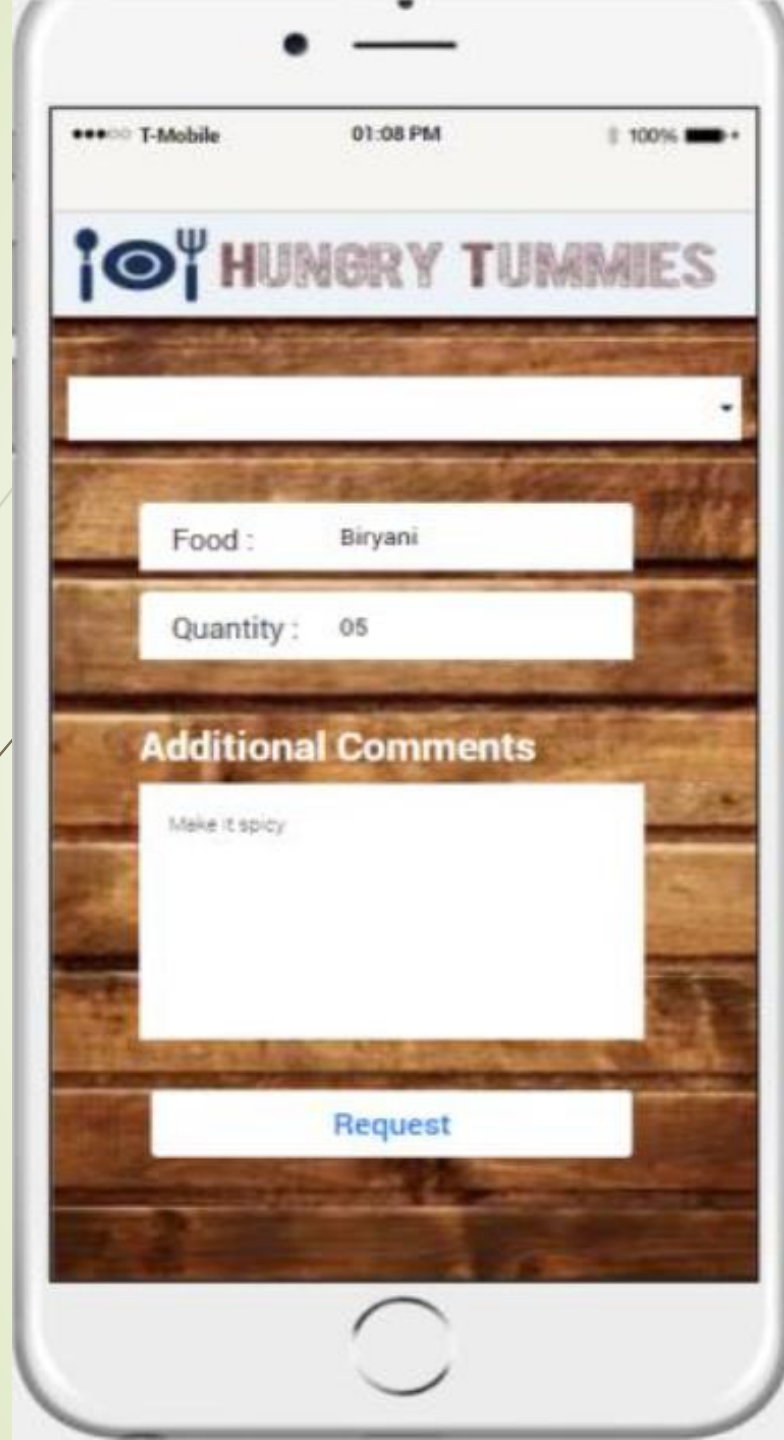 T-Mobile 01:08 PM 100%
HUNGRY TUMMIES
Food : Biryani
Quantity : 05
Additional Comments
Make it spicy
Request